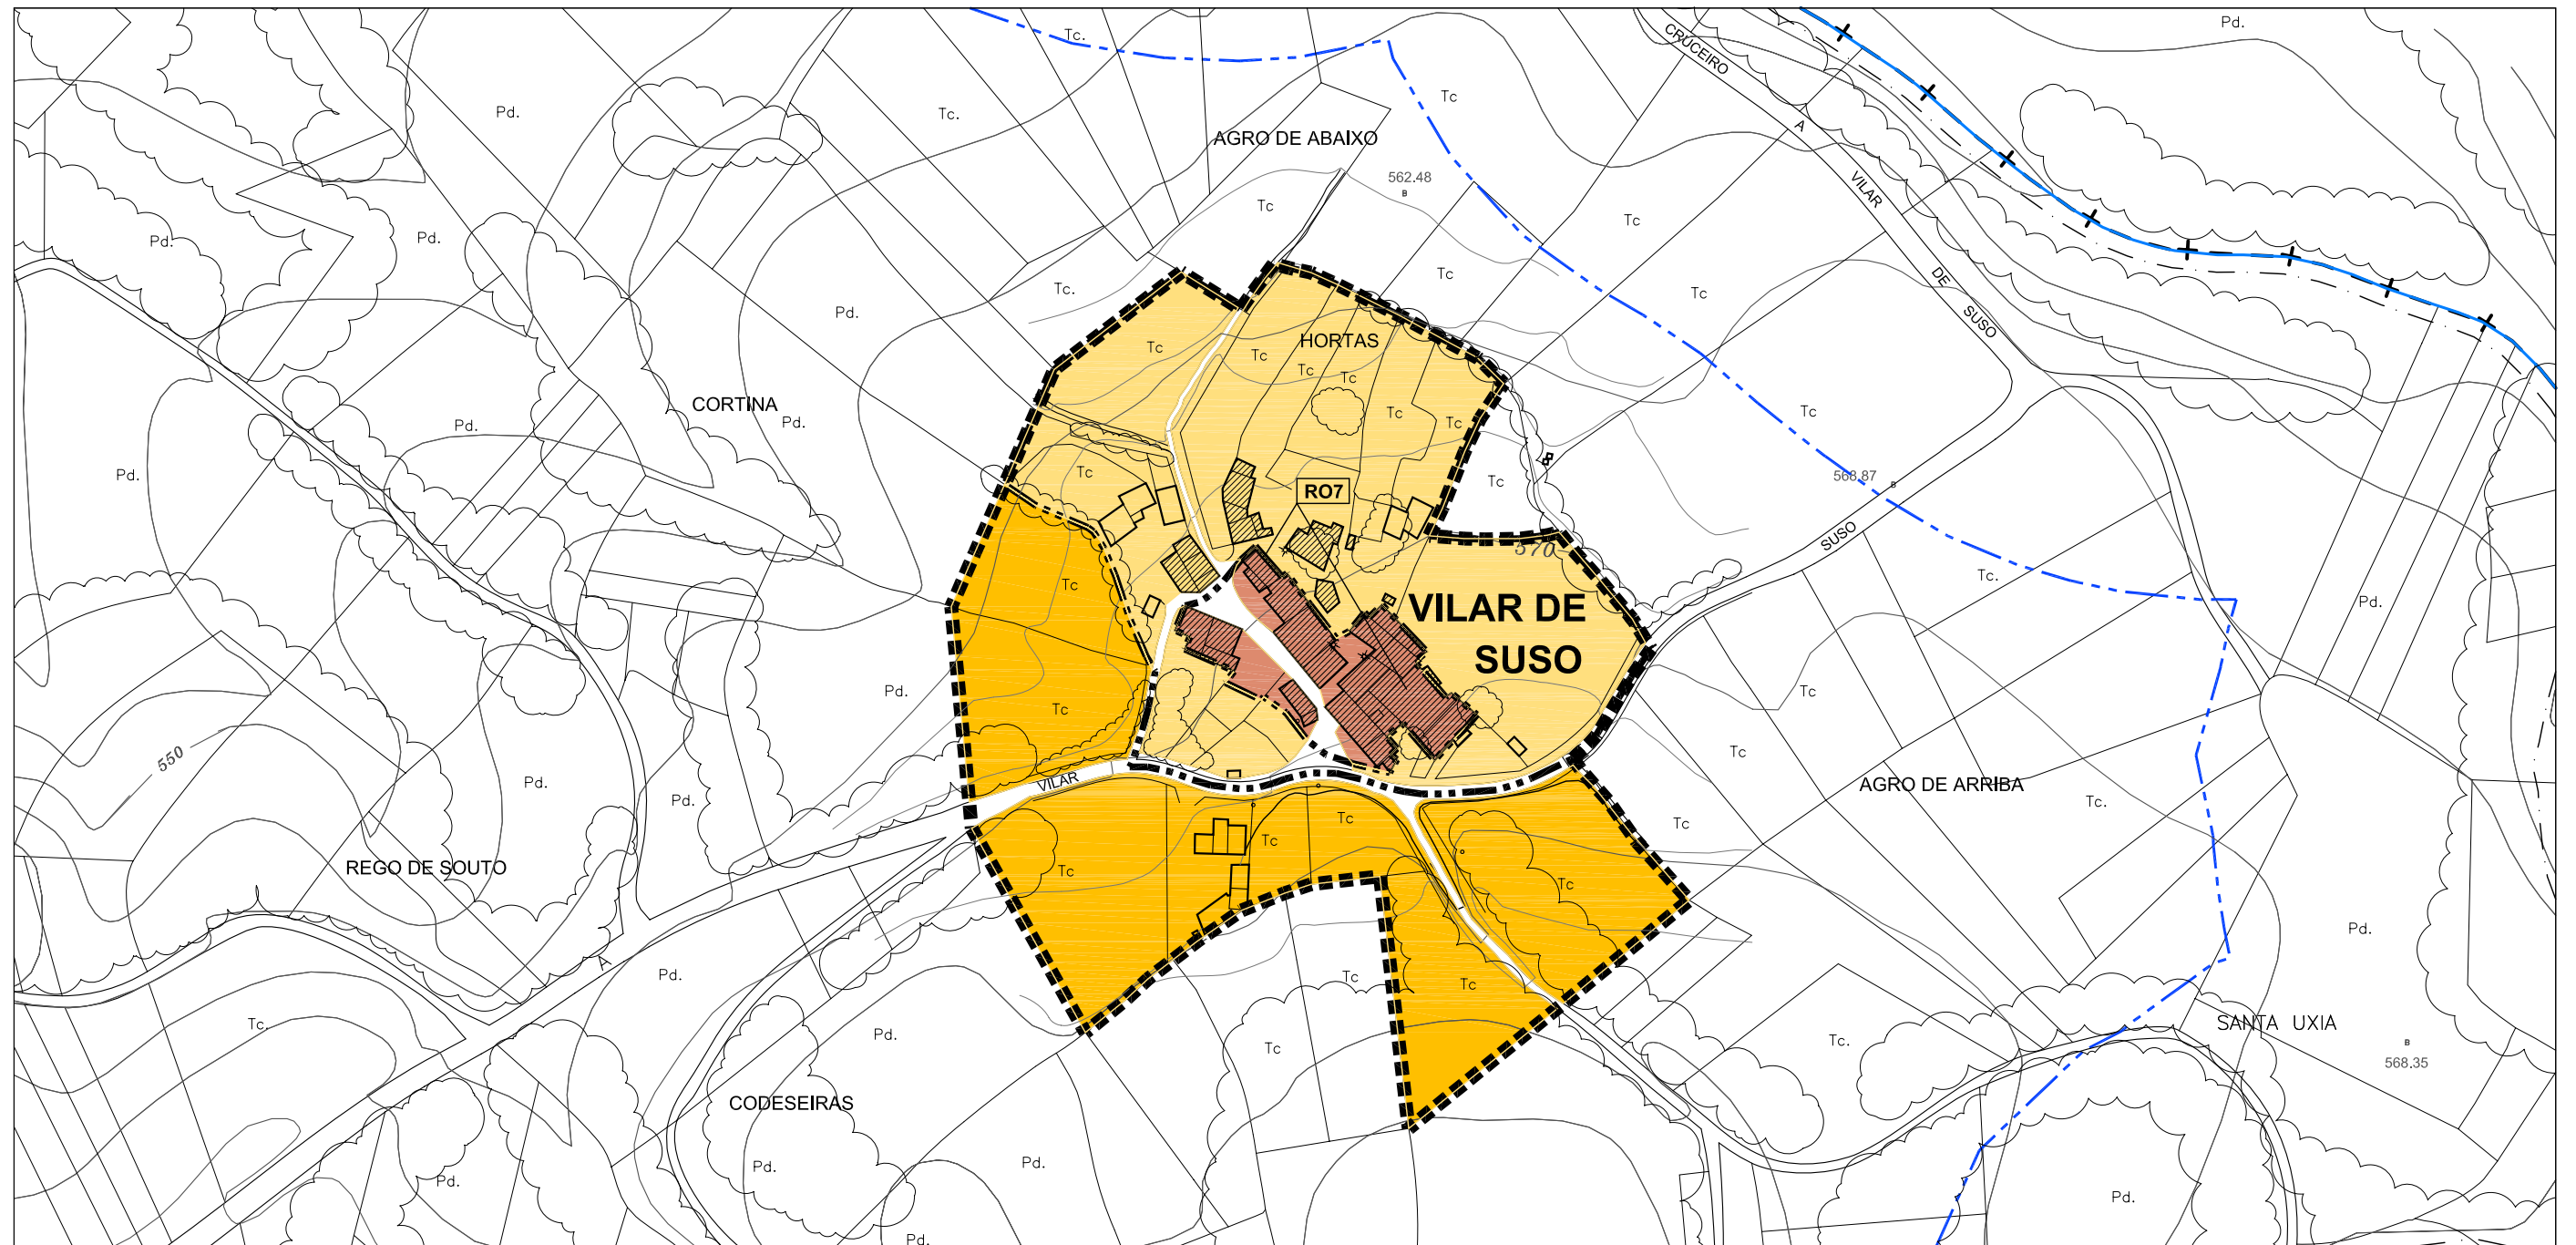 Tc.
Pd.
CRUCEIRO
A
VILAR
DE
SUSO
Pd.
Tc.
Tc
AGRO DE ABAIXO
562.48
Tc
Tc
Pd.
Pd.
Tc.
Tc
Tc
Pd.
Tc
Tc
HORTAS
Tc
Tc
CORTINA
Pd.
Pd.
Tc
Tc
Tc
Pd.
Tc
Tc
568.87
RO7
SUSO
570
Tc
Tc.
Pd.
VILAR DE
SUSO
Pd.
Tc
Tc
550
Tc
Pd.
VILAR
Pd.
AGRO DE ARRIBA
Tc.
Tc
Tc
Tc
REGO DE SOUTO
Tc
Tc
Pd.
A
Pd.
Tc
Tc
Tc.
Pd.
Tc
Tc.
SANTA UXIA
568.35
CODESEIRAS
Pd.
Pd.
Pd.
Pd.
Pd.